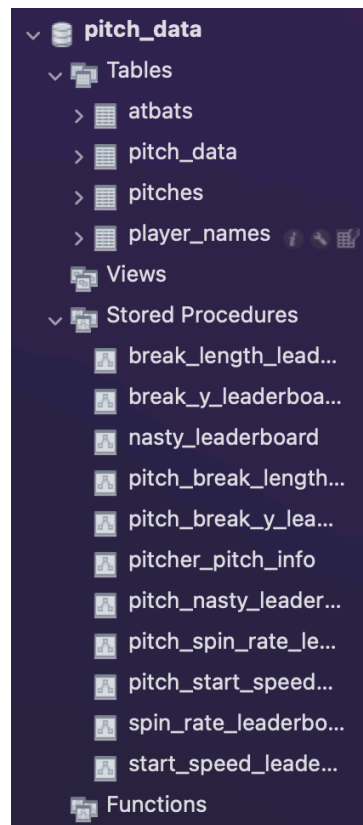 pitch_data
Tables
atbats
pitch_data
pitches
player_names
Views
Stored Procedures
break_length_lead...
break_y_leaderboa...
nasty_leaderboard
pitch_break_length...
pitch_break_y_lea...
pitcher_pitch_info
pitch_nasty_leader...
pitch_spin_rate_le...
pitch_start_speed...
spin_rate_leaderbo...
start_speed_leade...
Functions